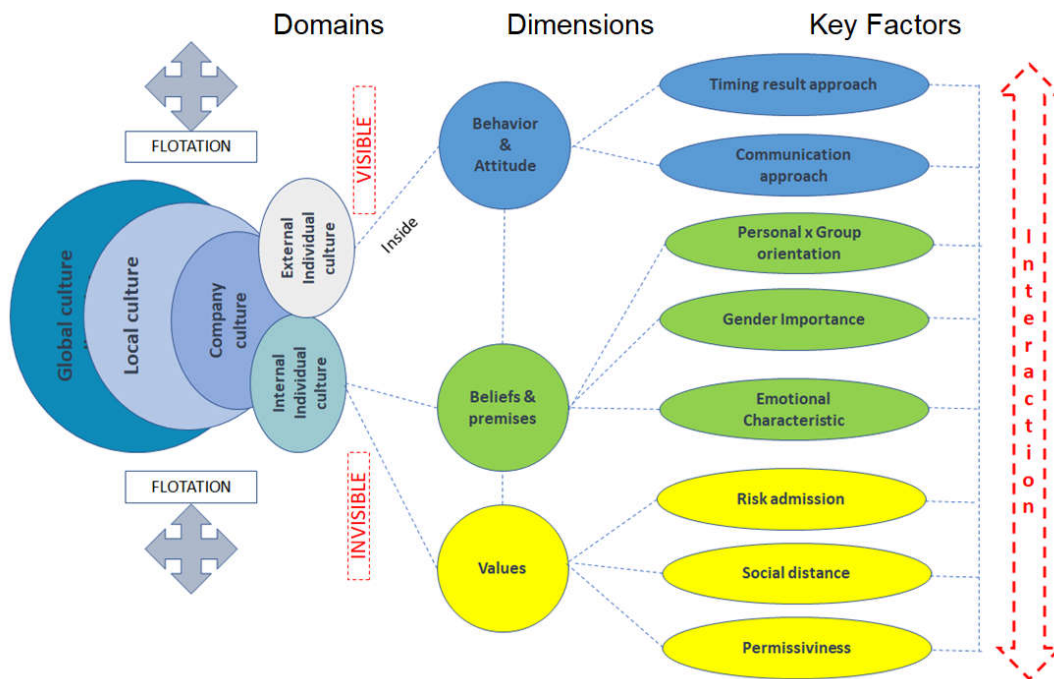 Domains
Dimensions
Key Factors
FLOTATION
VISIBLE
Inside
Global culture
Local culture
Company
culture
External
Individual
culture
Internal
Individual
culture
FLOTATION
INVISIBLE
Behavior
&
Attitude
Beliefs &
premises
Values
Timing result approach
Communication
approach
Personal x Group
orientation
Gender Importance
Emotional
Characteristic
Risk admission
Social distance
Permissiviness
Interaction